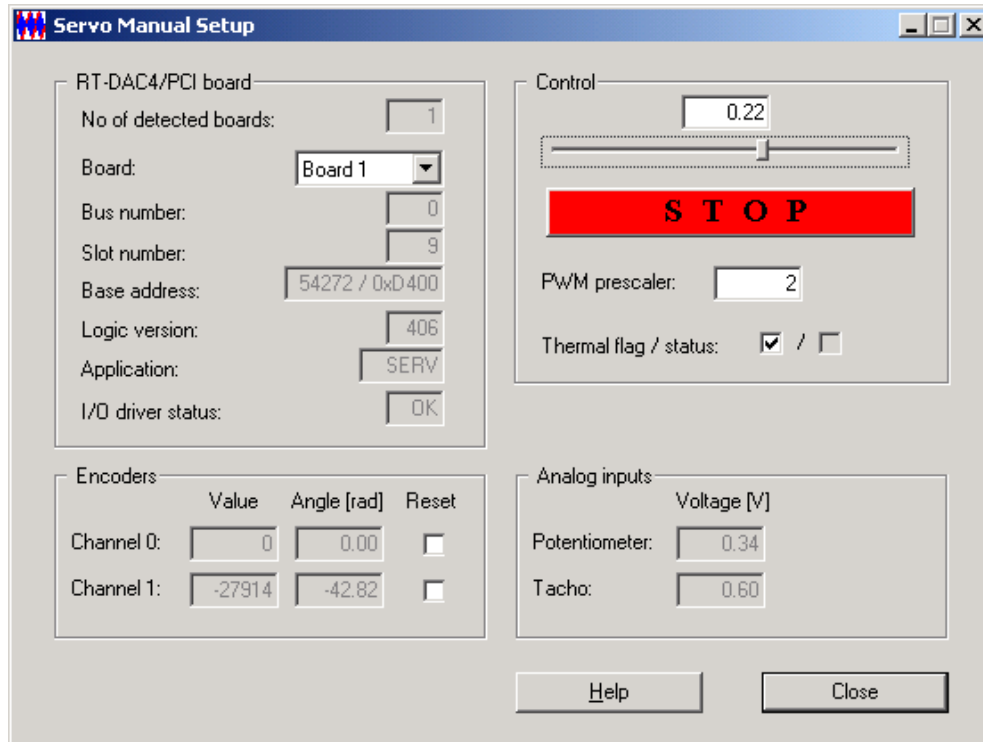 Servo Manual Setup
RT-DAC4/PCI board
No of detected boards: 1
Board: Board 1
Bus number: 0
Slot number: 9
Base address: 54272 / 0xD400
Logic version: 406
Application: SERV
I/O driver status: OK
Control
0.22
S T O P
PWM prescaler: 2
Thermal flag / status: /
Encoders
Value Angle [rad] Reset
Channel 0: 0 0.00
Channel 1: -27914 -42.82
Analog inputs
Voltage [V]
Potentiometer: 0.34
Tacho: 0.60
Help Close